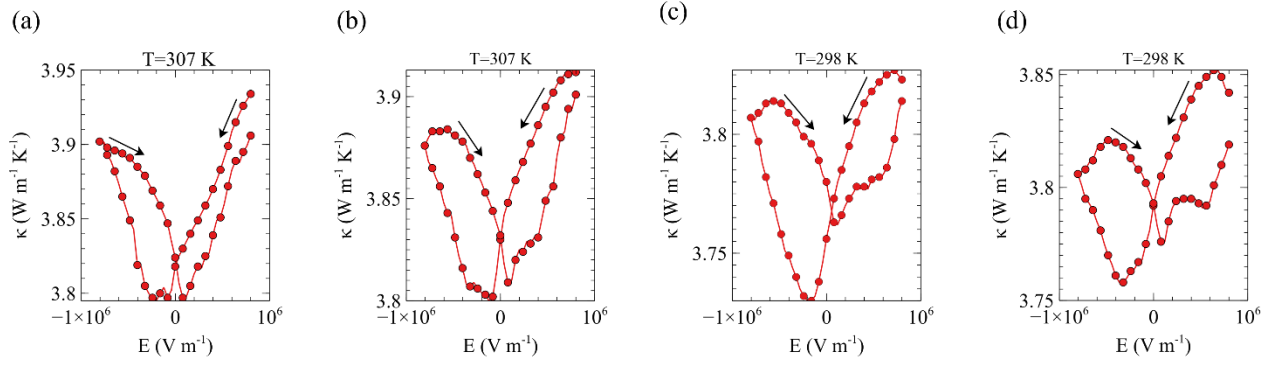 (a)
T=307 K
3.95
3.9
3.85
3.8
κ (W m⁻¹ K⁻¹)
−1×10⁶
0
10⁶
E (V m⁻¹)
(b)
T=307 K
3.9
3.85
3.8
κ (W m⁻¹ K⁻¹)
−1×10⁶
0
10⁶
E (V m⁻¹)
(c)
T=298 K
3.8
3.75
κ (W m⁻¹ K⁻¹)
−1×10⁶
0
10⁶
E (V m⁻¹)
(d)
T=298 K
3.85
3.8
3.75
κ (W m⁻¹ K⁻¹)
−1×10⁶
0
10⁶
E (V m⁻¹)